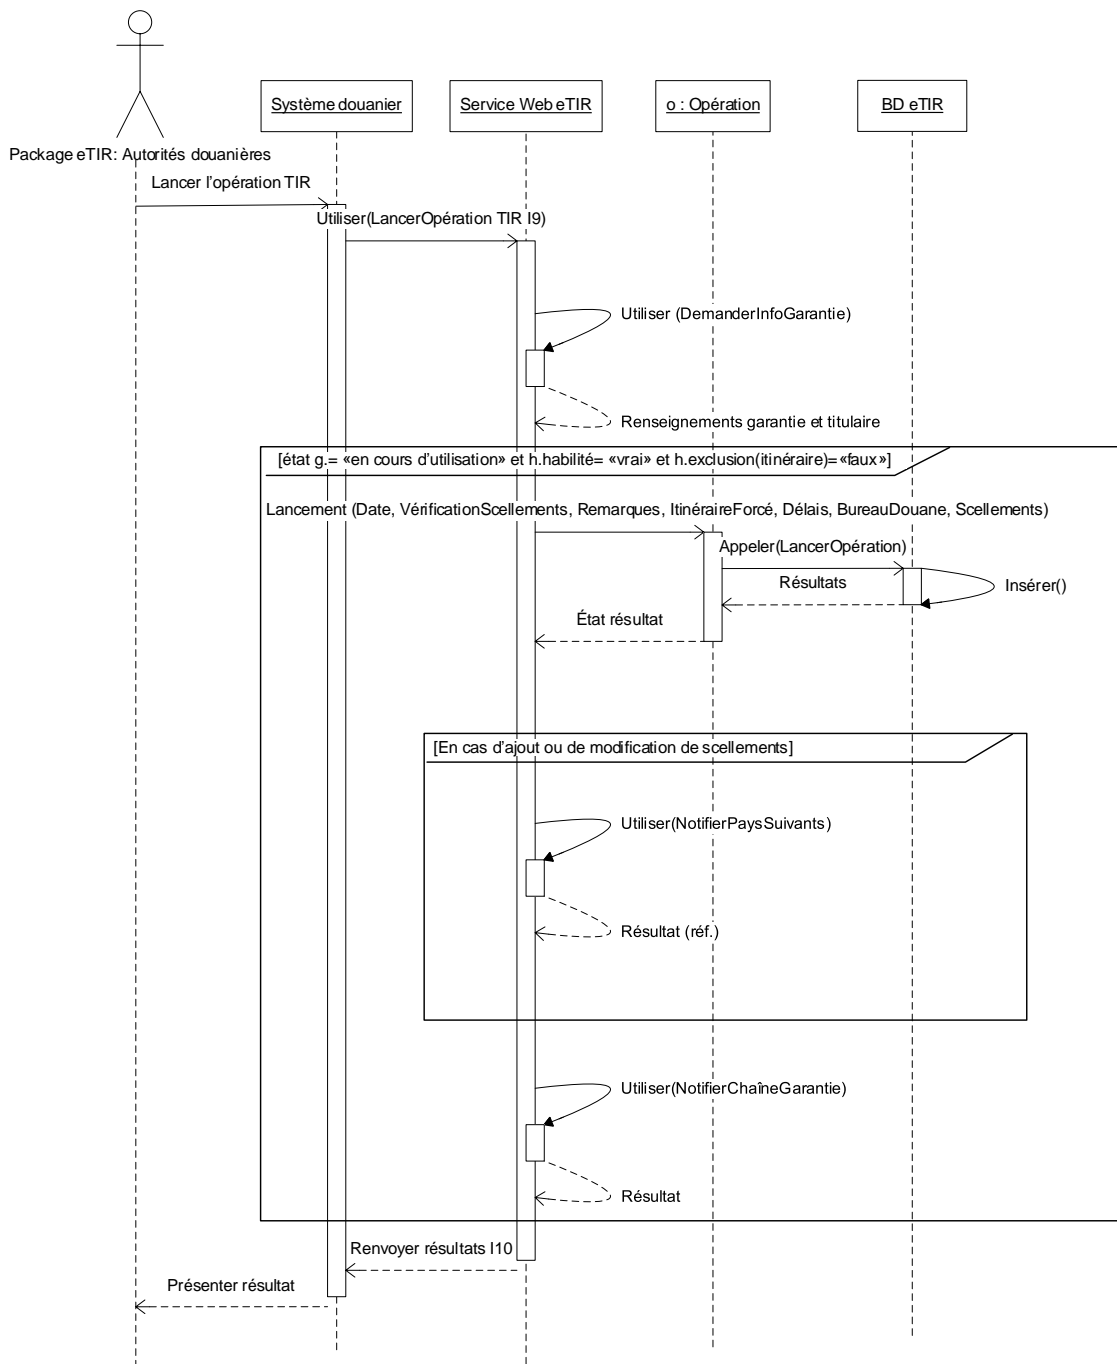 Système douanier
Service Web eTIR
o : Opération
BD eTIR
Package eTIR: Autorités douanières
Lancer l'opération TIR
Utiliser(LancerOpération TIR I9)
Utiliser (DemanderInfoGarantie)
Renseignements garantie et titulaire
[état g.= «en cours d'utilisation» et h.habilité= «vrai» et h.exclusion(itinéraire)= «faux»]
Lancement (Date, VérificationScellements, Remarques, ItinéraireForcé, Délais, BureauDouane, Scellements)
Appeler(LancerOpération)
Résultats
Insérer()
État résultat
[En cas d'ajout ou de modification de scellements]
Utiliser(NotifierPaysSuivants)
Résultat (réf.)
Utiliser(NotifierChaîneGarantie)
Résultat
Renvoyer résultats I10
Présenter résultat